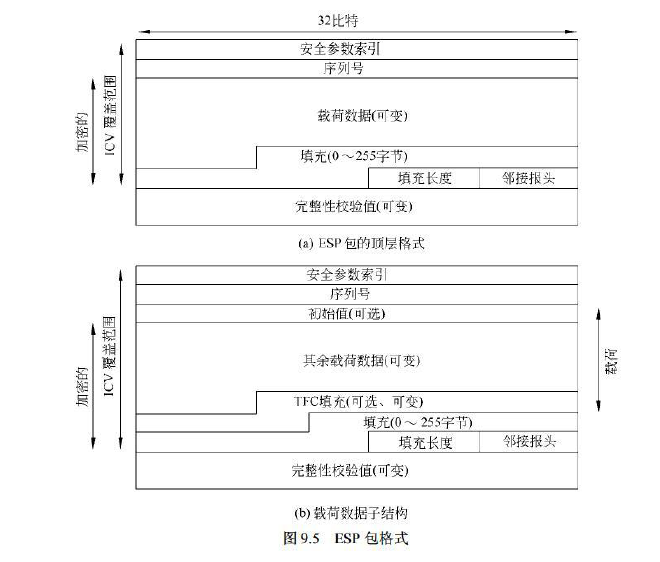 32比特
安全参数索引
序列号
载荷数据(可变)
填充(0～255字节)
填充长度
邻接报头
完整性校验值(可变)
加密的
ICV 覆盖范围
(a) ESP 包的顶层格式
安全参数索引
序列号
初始值(可选)
其余载荷数据(可变)
TFC填充(可选、可变)
填充(0～255字节)
填充长度
邻接报头
完整性校验值(可变)
加密的
ICV 覆盖范围
载荷
(b) 载荷数据子结构
图 9.5 ESP 包格式